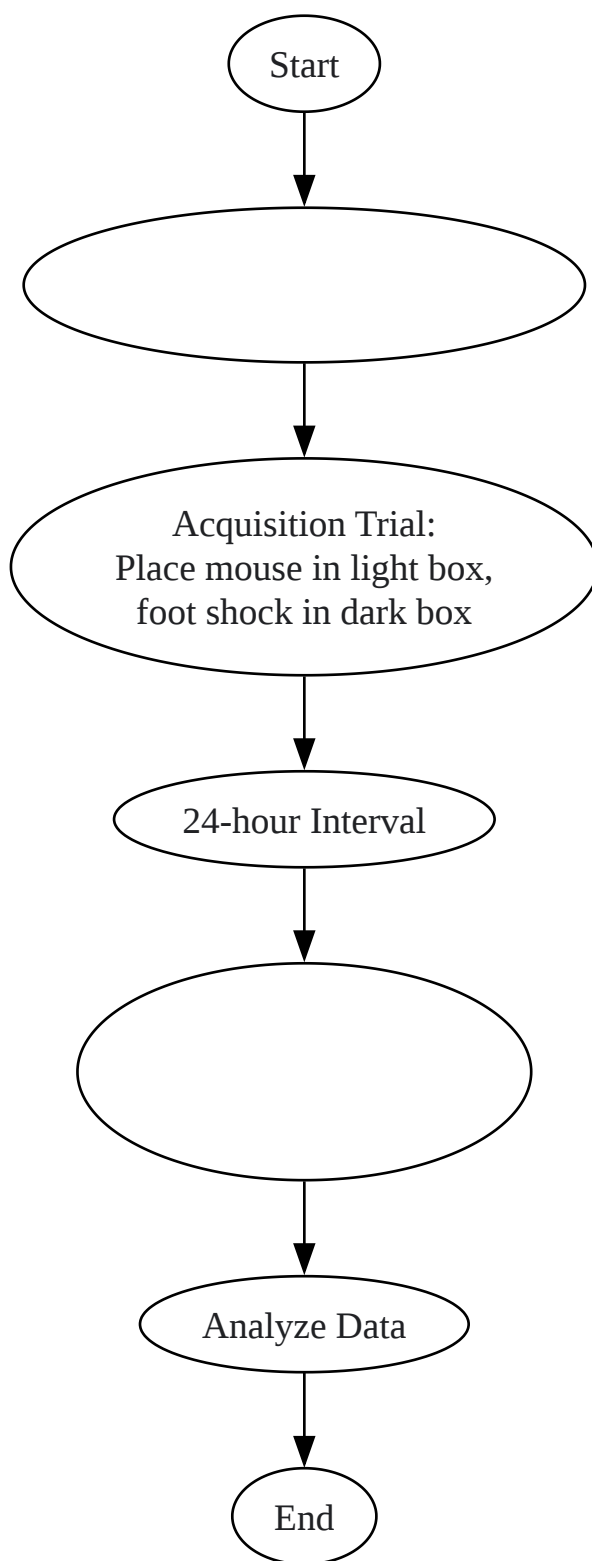 Start
Acquisition Trial:
Place mouse in light box,
foot shock in dark box
24-hour Interval
Analyze Data
End